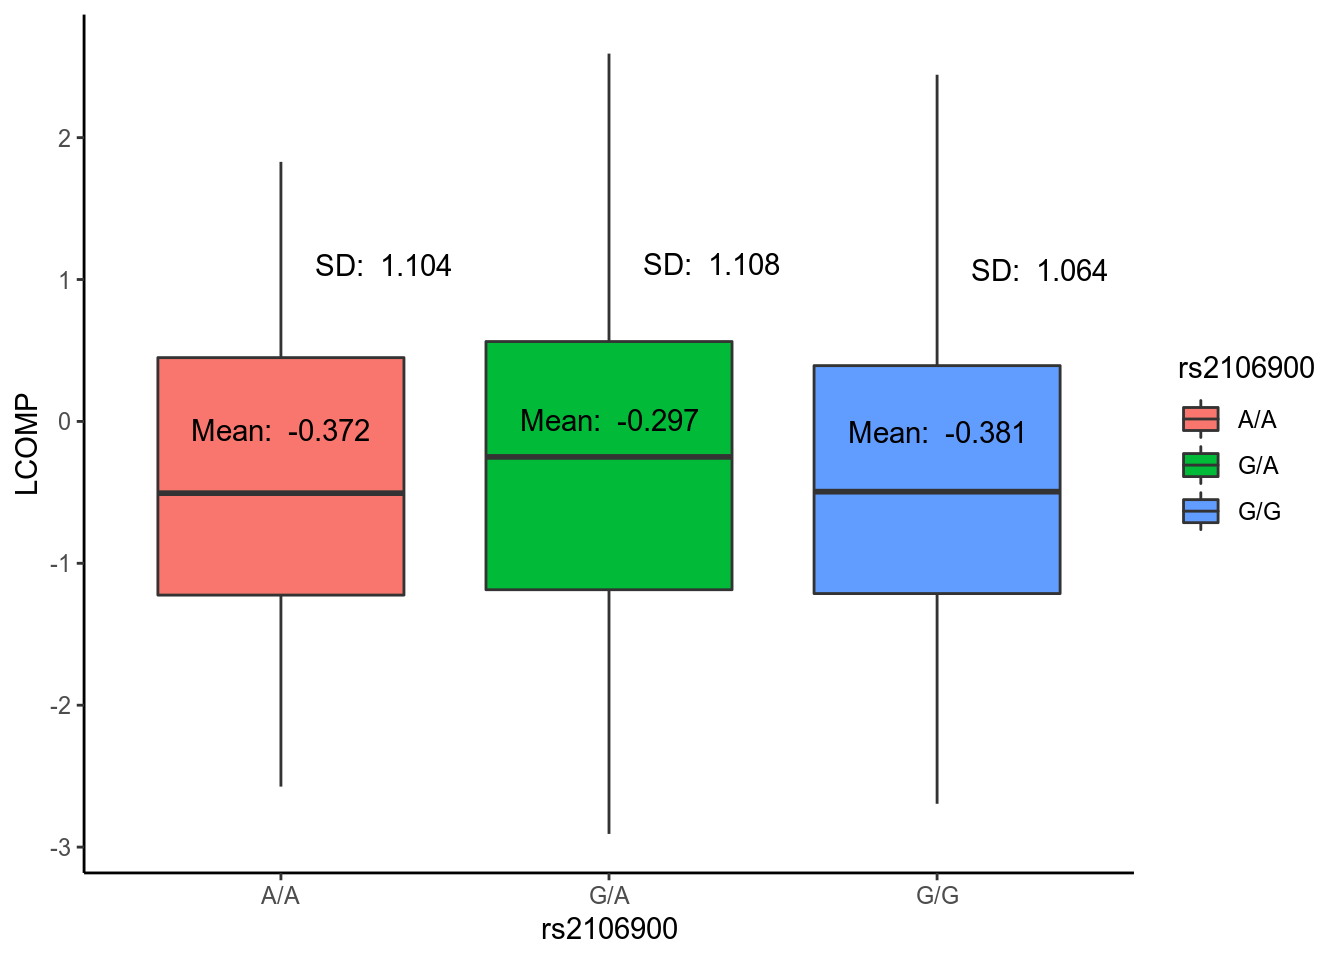 2
1
0
-1
-2
-3
LCOMP
SD: 1.104
SD: 1.108
SD: 1.064
Mean: -0.372
Mean: -0.297
Mean: -0.381
A/A
G/A
G/G
rs2106900
rs2106900
A/A
G/A
G/G